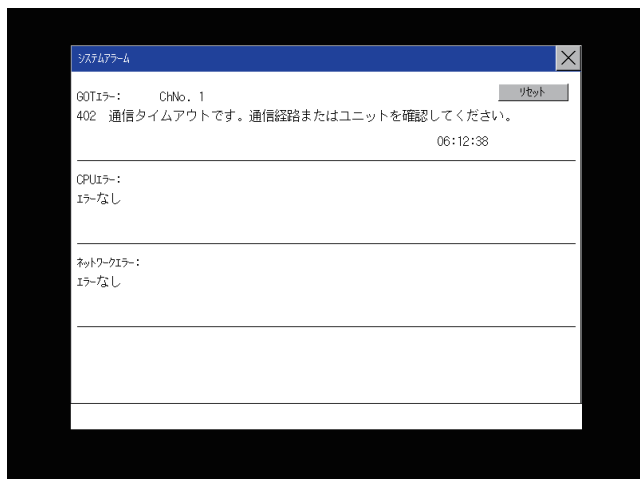 システムアラーム
GOTエラー: ChNo. 1
リセット
402 通信タイムアウトです。通信経路またはユニットを確認してください。
06:12:38
CPUエラー:
エラーなし
ネットワークエラー:
エラーなし